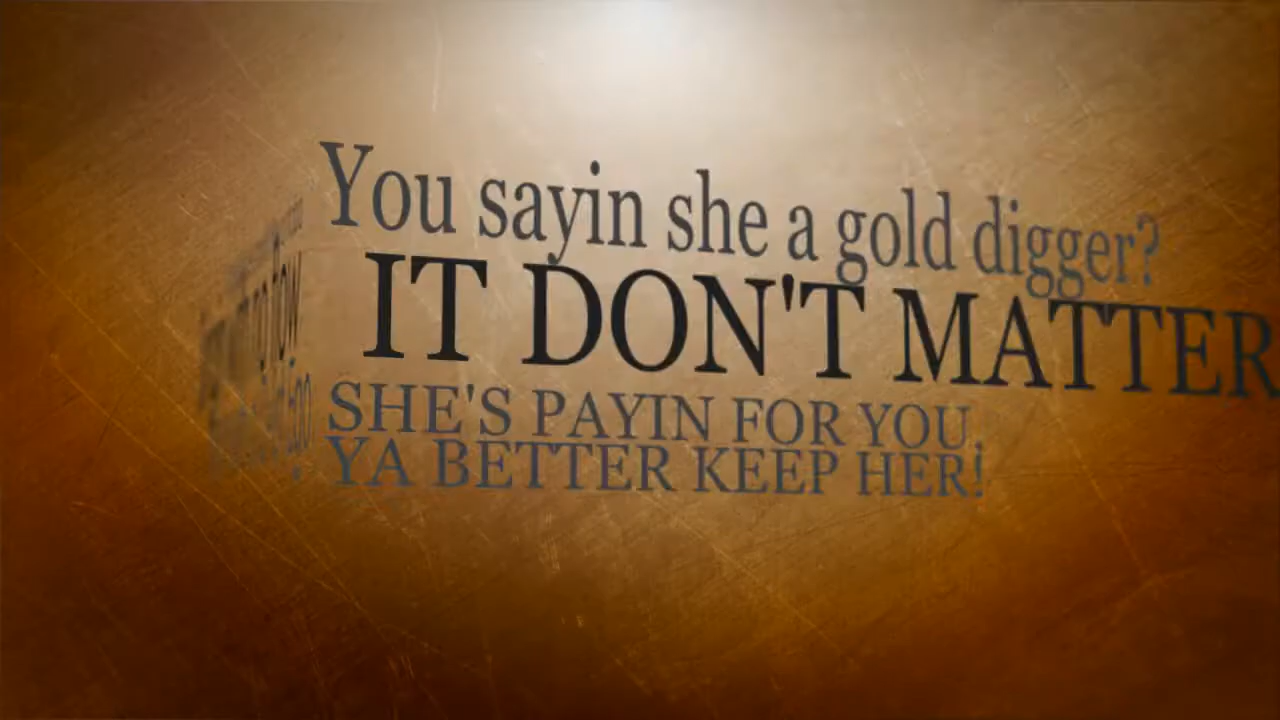 You sayin she a gold digger?
IT DON'T MATTER
SHE'S PAYIN FOR YOU,
YA BETTER KEEP HER!